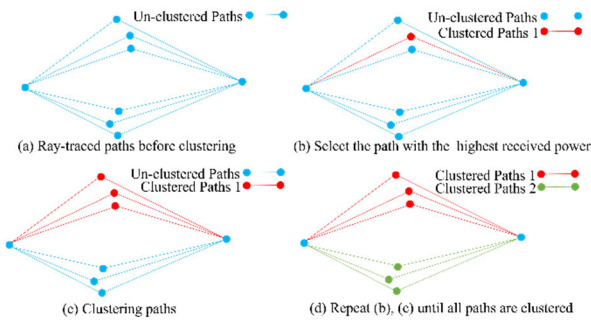 Un-clustered Paths
(a) Ray-traced paths before clustering
Un-clustered Paths
Clustered Paths 1
(b) Select the path with the highest received power
Un-clustered Paths
Clustered Paths 1
(c) Clustering paths
Clustered Paths 1
Clustered Paths 2
(d) Repeat (b), (c) until all paths are clustered